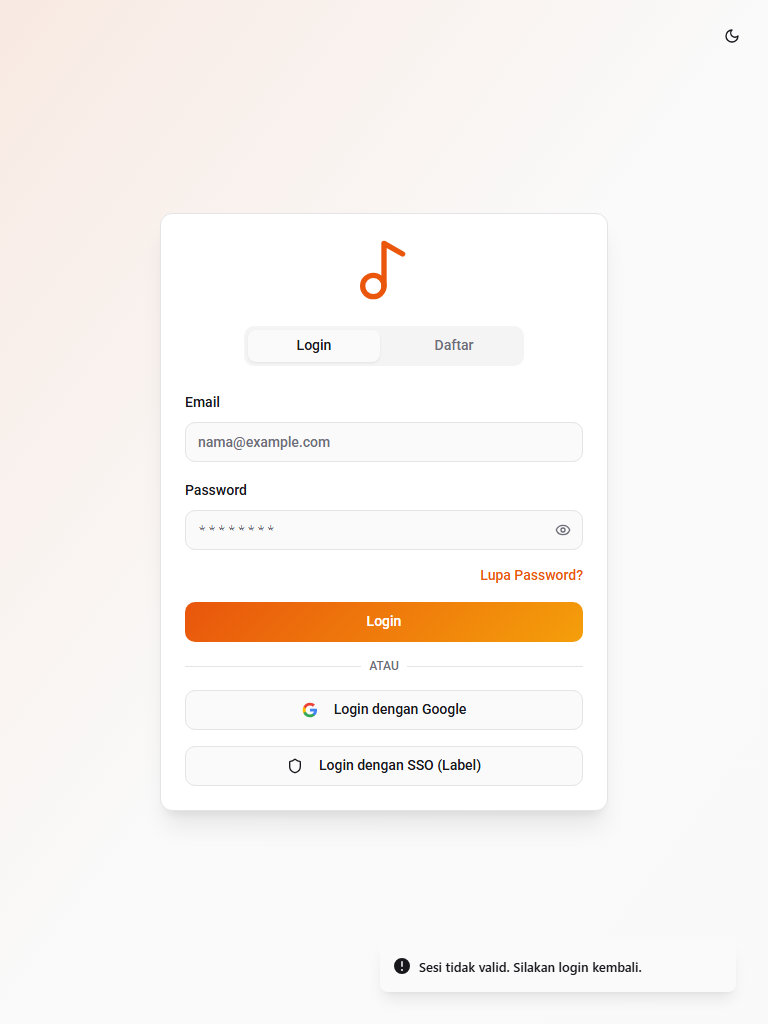 Login
Daftar
Email
nama@example.com
Password
********
Lupa Password?
Login
ATAU
Login dengan Google
Login dengan SSO (Label)
Sesi tidak valid. Silakan login kembali.